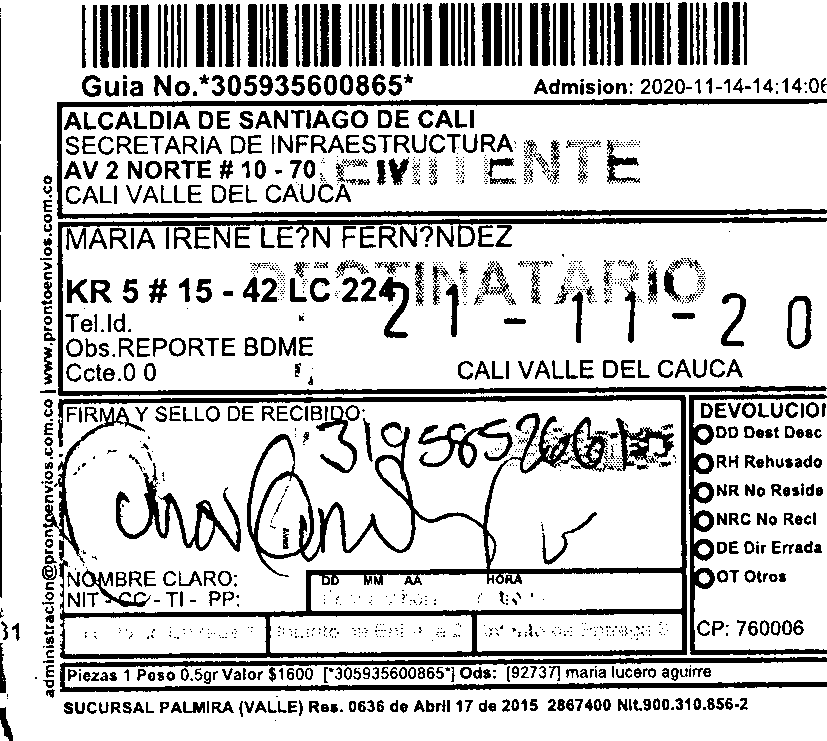 Guia No.*305935600865*
Admision: 2020-11-14-14:14:06
ALCALDIA DE SANTIAGO DE CALI
SECRETARIA DE INFRAESTRUCTURA
AV 2 NORTE # 10 - 70
CALI VALLE DEL CAUCA
MARIA IRENE LE?N FERN?NDEZ
DESTINATARIO
KR 5 # 15 - 42 LC 224
21-11-20
Tel.Id.
Obs.REPORTE BDME
Ccte.0 0
CALI VALLE DEL CAUCA
www.prontoenvios.com.co
administracion@prontoenvios.com.co
FIRMA Y SELLO DE RECIBIDO:
NOMBRE CLARO:
NIT - CC - TI - PP:
DD MM AA HORA
DEVOLUCION
DD Dest Desc
RH Rehusado
NR No Reside
NRC No Recl
DE Dir Errada
OT Otros
CP: 760006
Piezas 1 Peso 0.5gr Valor $1600 [*305935600865*] Ods: [92737] maria lucero aguirre
SUCURSAL PALMIRA (VALLE) Res. 0636 de Abril 17 de 2015 2867400 Nit.900.310.856-2